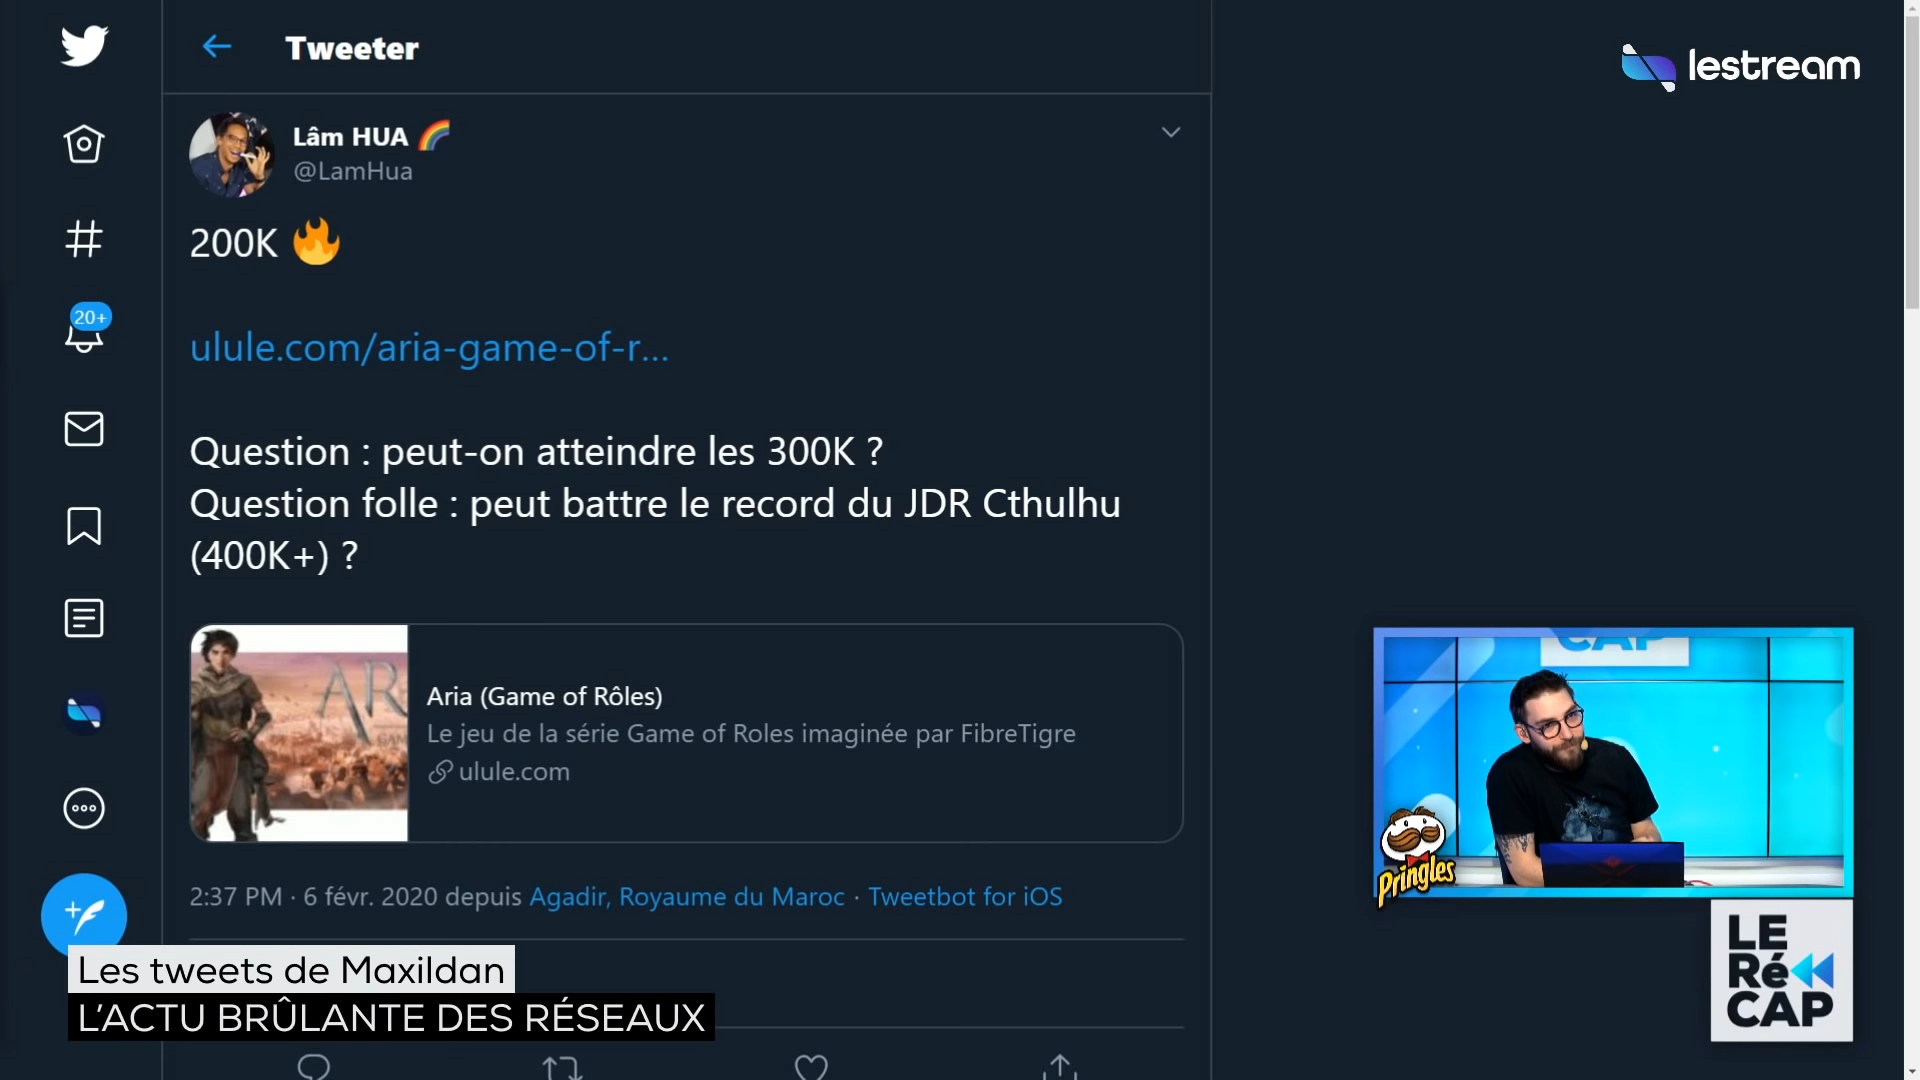 Tweeter
lestream
Lâm HUA
@LamHua
200K
20+
ulule.com/aria-game-of-r...
Question : peut-on atteindre les 300K ?
Question folle : peut battre le record du JDR Cthulhu
(400K+) ?
AR
GAM
Aria (Game of Rôles)
Le jeu de la série Game of Roles imaginée par FibreTigre
ulule.com
CAP
Pringles
2:37 PM · 6 févr. 2020 depuis Agadir, Royaume du Maroc · Tweetbot for iOS
Les tweets de Maxildan
L'ACTU BRÛLANTE DES RÉSEAUX
LE
Ré
CAP